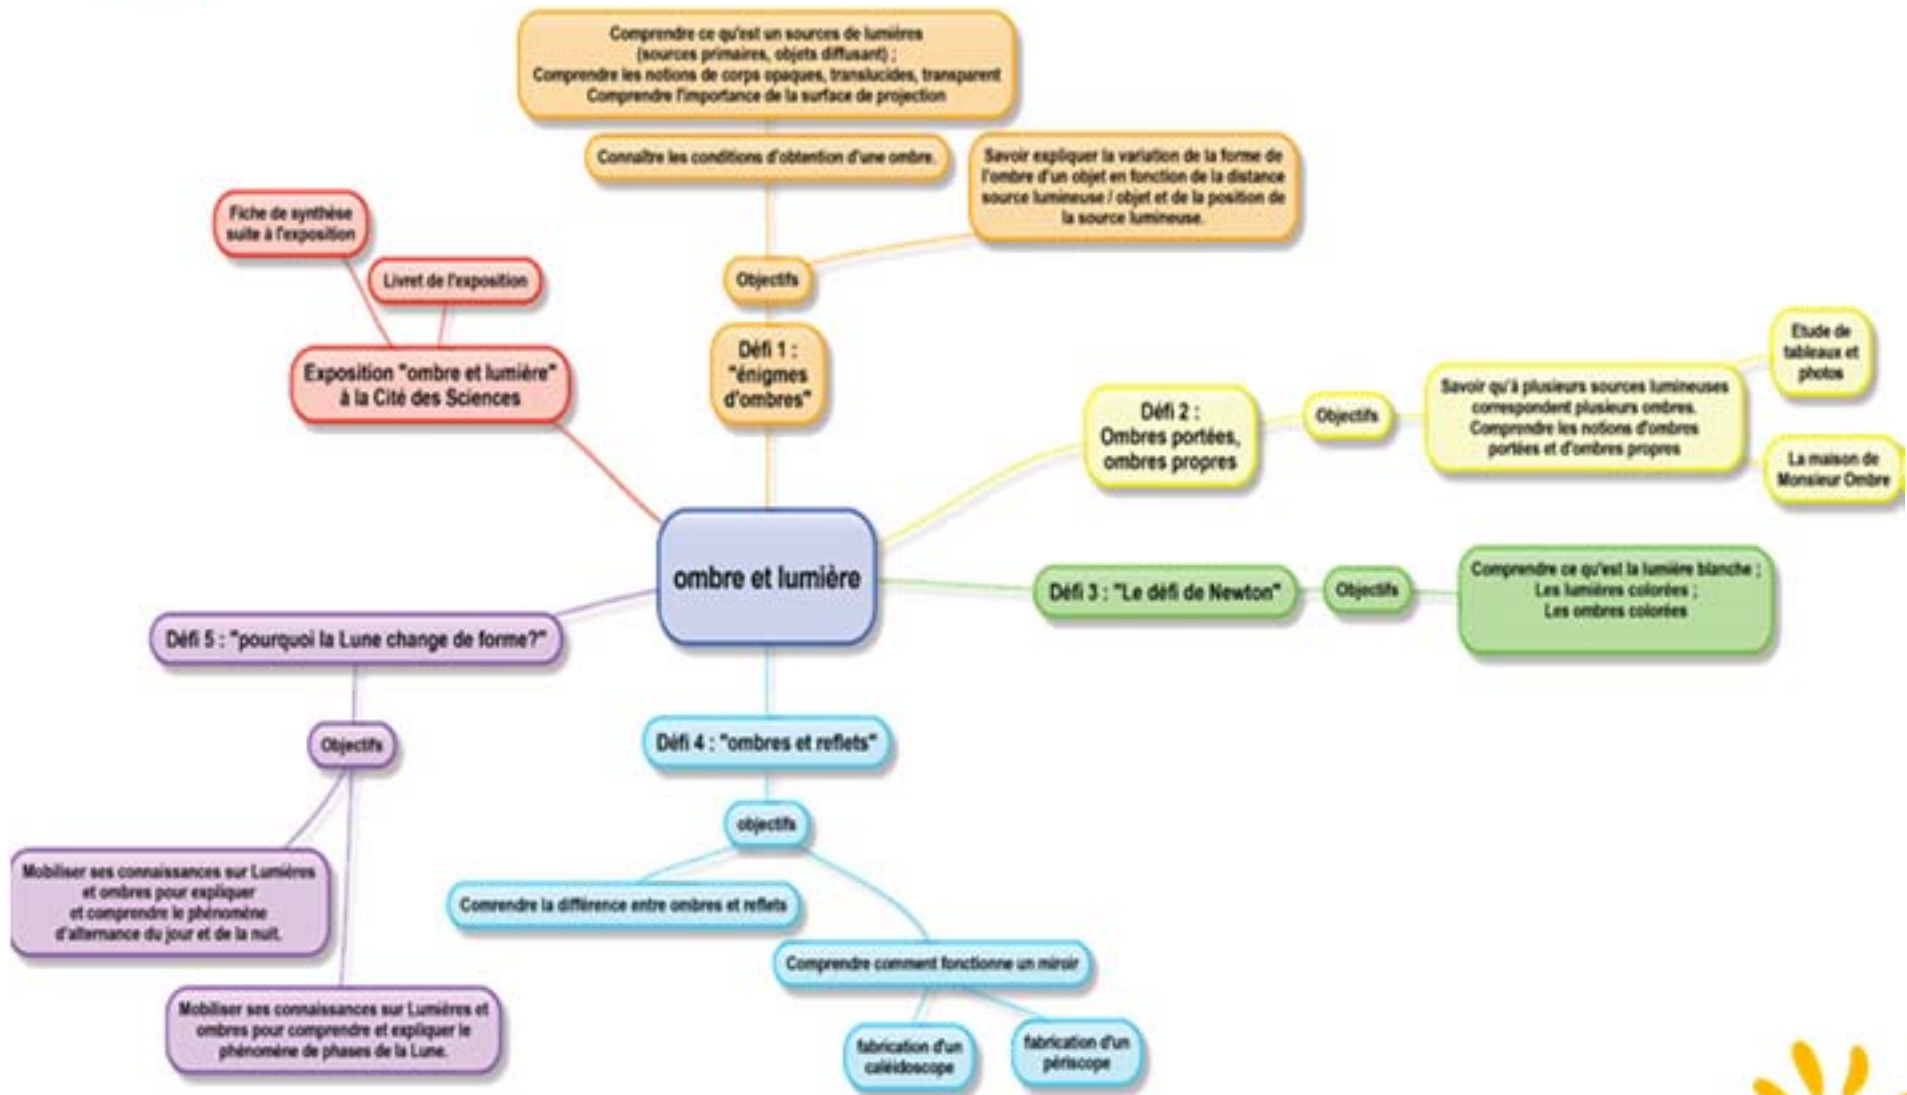 Comprendre ce qu'est un sources de lumières
(sources primaires, objets diffusant) ;
Comprendre les notions de corps opaques, translucides, transparent
Comprendre l'importance de la surface de projection
Connaître les conditions d'obtention d'une ombre.
Savoir expliquer la variation de la forme de
l'ombre d'un objet en fonction de la distance
source lumineuse / objet et de la position de
la source lumineuse.
Objectifs
Défi 1 :
"énigmes
d'ombres"
Fiche de synthèse
suite à l'exposition
Livret de l'exposition
Exposition "ombre et lumière"
à la Cité des Sciences
Défi 2 :
Ombres portées,
ombres propres
Objectifs
Savoir qu'à plusieurs sources lumineuses
correspondent plusieurs ombres.
Comprendre les notions d'ombres
portées et d'ombres propres
Etude de
tableaux et
photos
La maison de
Monsieur Ombre
ombre et lumière
Défi 3 : "Le défi de Newton"
Objectifs
Comprendre ce qu'est la lumière blanche ;
Les lumières colorées ;
Les ombres colorées
Défi 5 : "pourquoi la Lune change de forme?"
Objectifs
Mobiliser ses connaissances sur Lumières
et ombres pour expliquer
et comprendre le phénomène
d'alternance du jour et de la nuit.
Mobiliser ses connaissances sur Lumières et
ombres pour comprendre et expliquer le
phénomène de phases de la Lune.
Défi 4 : "ombres et reflets"
objectifs
Comrendre la différence entre ombres et reflets
Comprendre comment fonctionne un miroir
fabrication d'un
caléidoscope
fabrication d'un
périscope